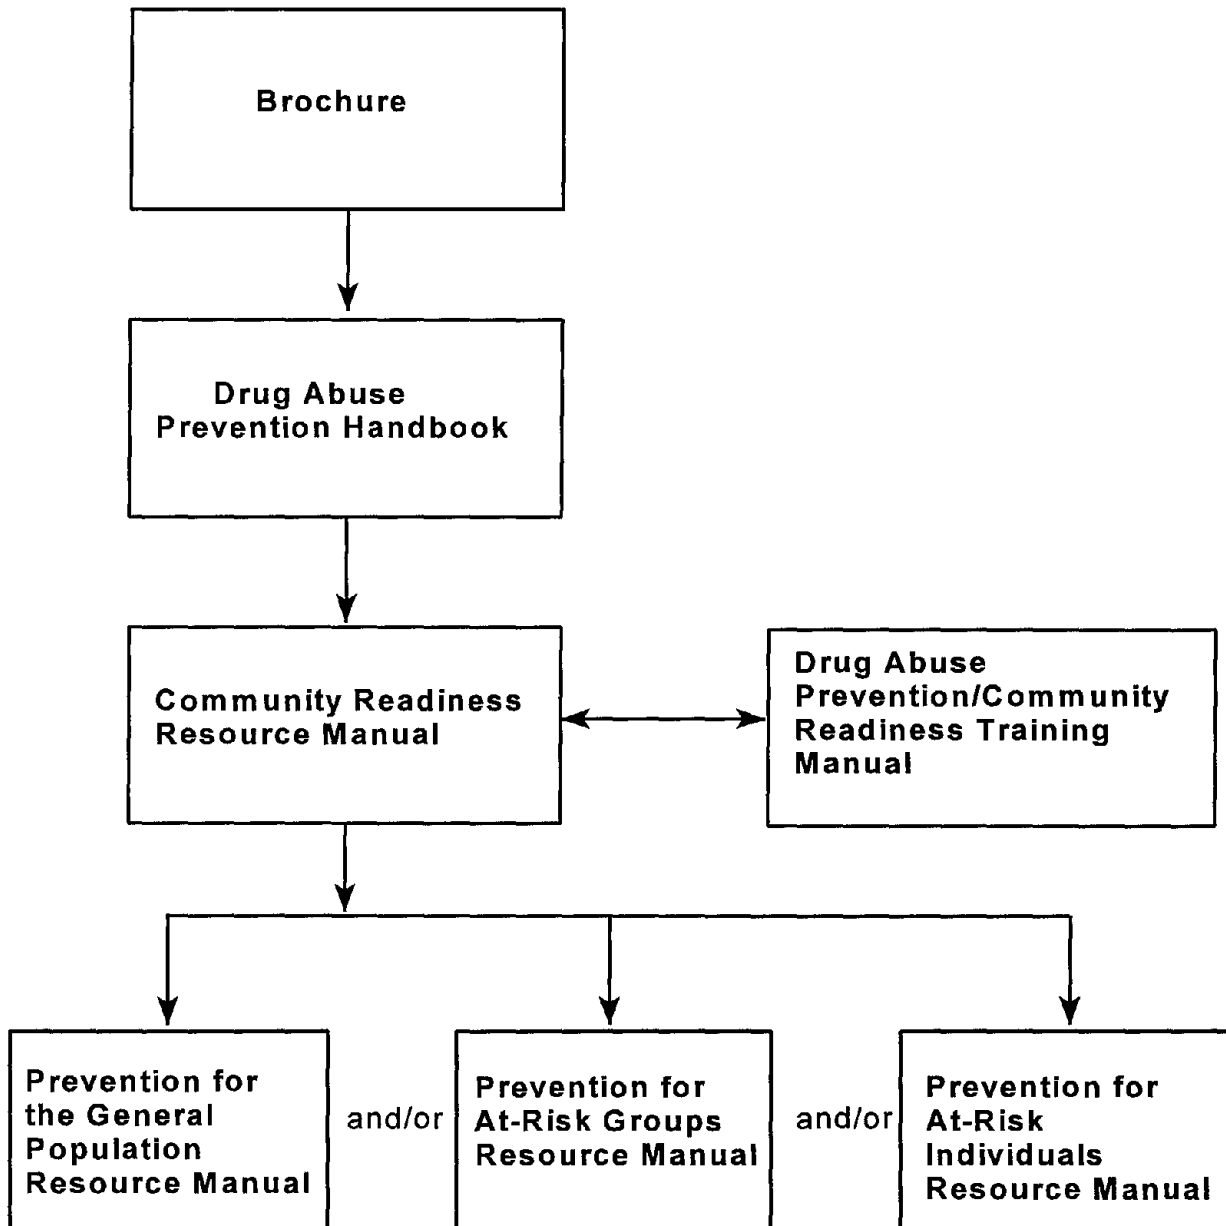 Brochure
Drug Abuse
Prevention Handbook
Community Readiness
Resource Manual
Drug Abuse
Prevention/Community
Readiness Training
Manual
Prevention for
the General
Population
Resource Manual
and/or
Prevention for
At-Risk Groups
Resource Manual
and/or
Prevention for
At-Risk
Individuals
Resource Manual